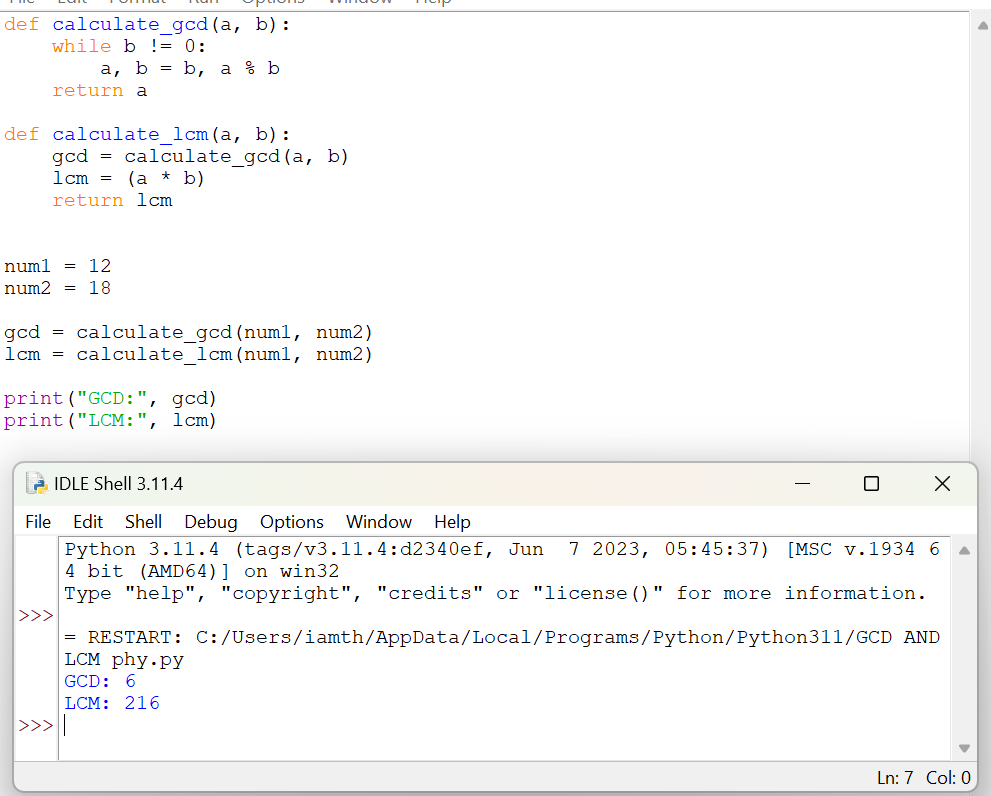 File Edit Format Run Options Window Help
def calculate_gcd(a, b):
    while b != 0:
        a, b = b, a % b
    return a
def calculate_lcm(a, b):
    gcd = calculate_gcd(a, b)
    lcm = (a * b)
    return lcm
num1 = 12
num2 = 18
gcd = calculate_gcd(num1, num2)
lcm = calculate_lcm(num1, num2)
print("GCD:", gcd)
print("LCM:", lcm)
IDLE Shell 3.11.4
File Edit Shell Debug Options Window Help
Python 3.11.4 (tags/v3.11.4:d2340ef, Jun  7 2023, 05:45:37) [MSC v.1934 6
4 bit (AMD64)] on win32
Type "help", "copyright", "credits" or "license()" for more information.
>>>
= RESTART: C:/Users/iamth/AppData/Local/Programs/Python/Python311/GCD AND
LCM phy.py
GCD: 6
LCM: 216
>>>
Ln: 7 Col: 0